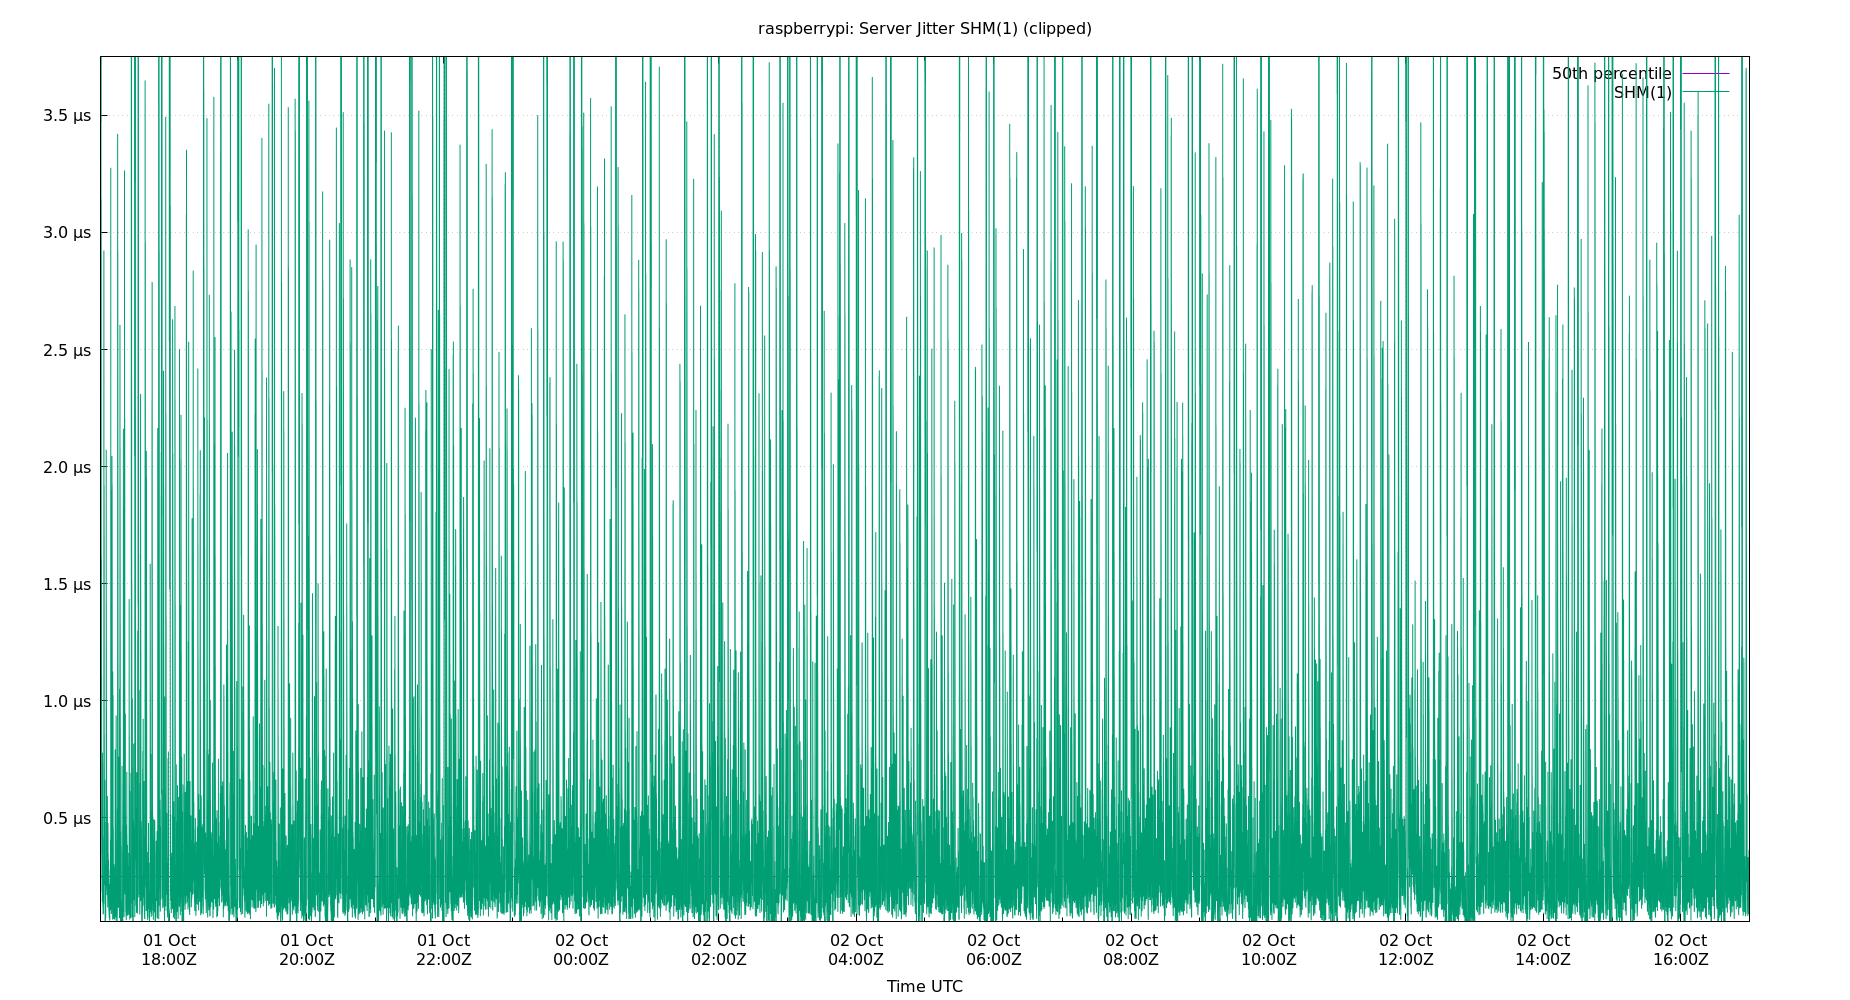 raspberrypi: Server Jitter SHM(1) (clipped)
50th percentile
SHM(1)
3.5 µs
3.0 µs
2.5 µs
2.0 µs
1.5 µs
1.0 µs
0.5 µs
01 Oct 01 Oct 01 Oct 02 Oct 02 Oct 02 Oct 02 Oct 02 Oct 02 Oct 02 Oct 02 Oct 02 Oct
18:00Z 20:00Z 22:00Z 00:00Z 02:00Z 04:00Z 06:00Z 08:00Z 10:00Z 12:00Z 14:00Z 16:00Z
Time UTC